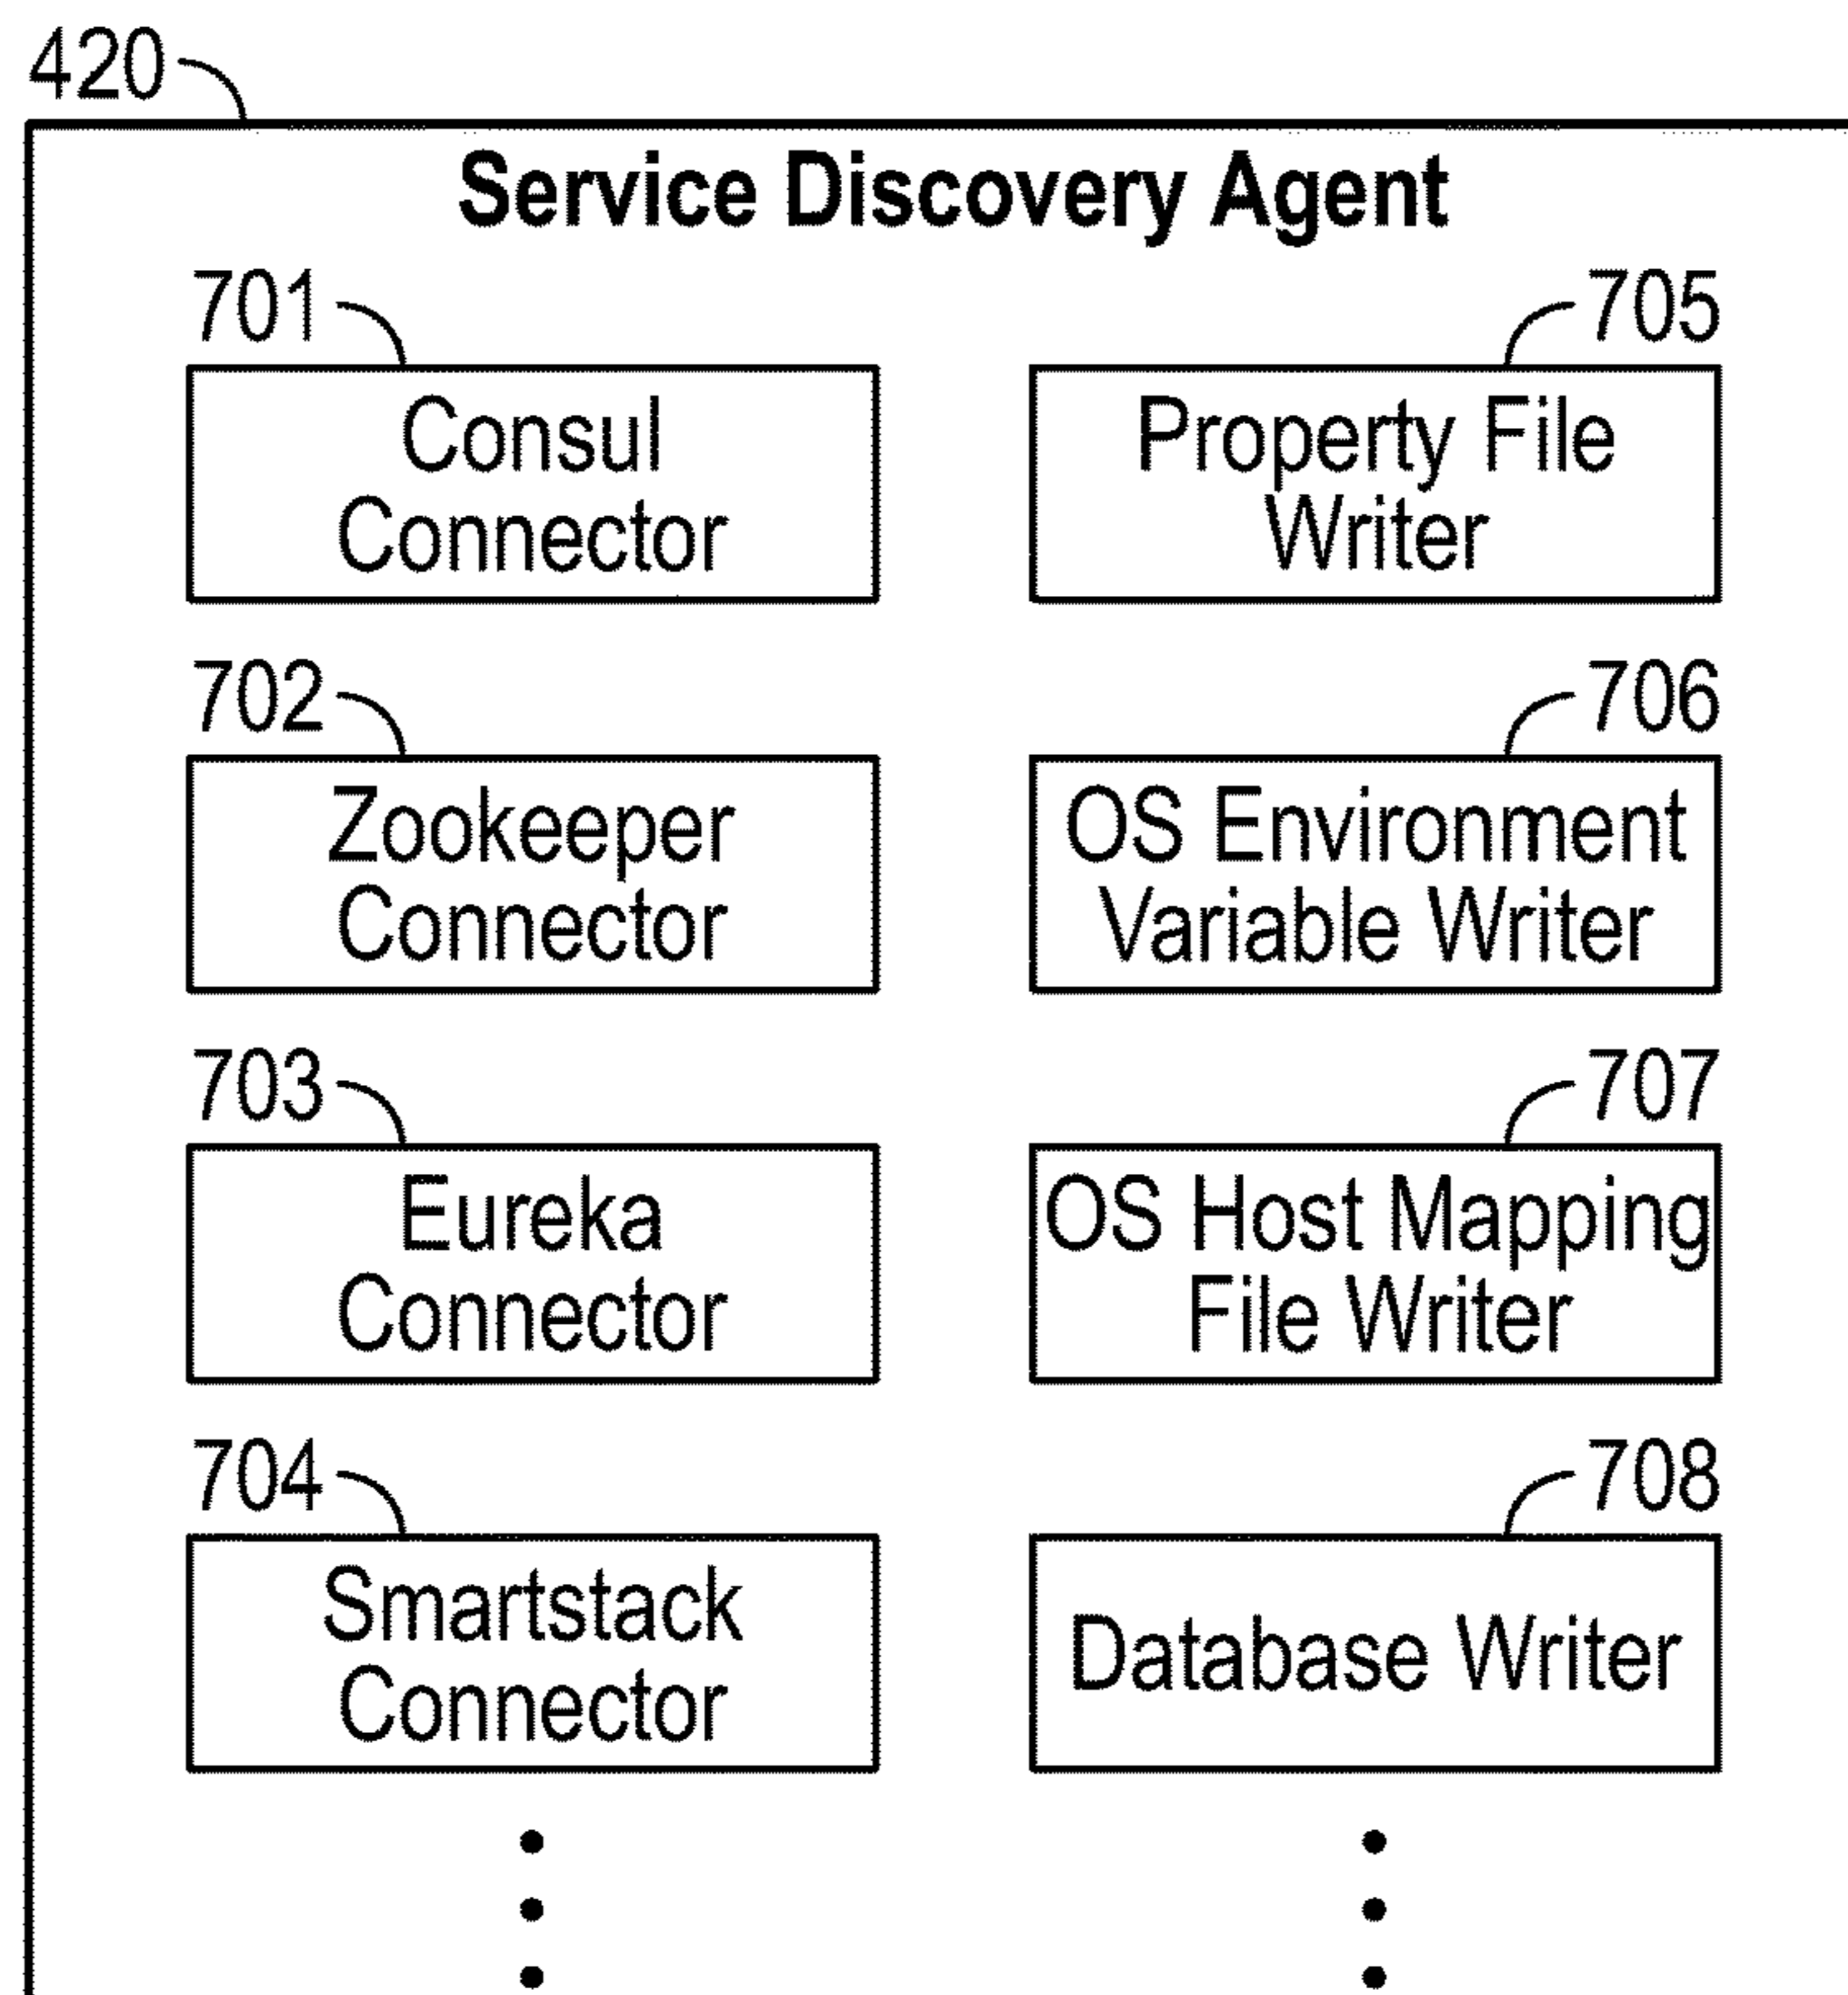 420
Service Discovery Agent
701
Consul
Connector
705
Property File
Writer
702
Zookeeper
Connector
706
OS Environment
Variable Writer
703
Eureka
Connector
707
OS Host Mapping
File Writer
704
Smartstack
Connector
708
Database Writer